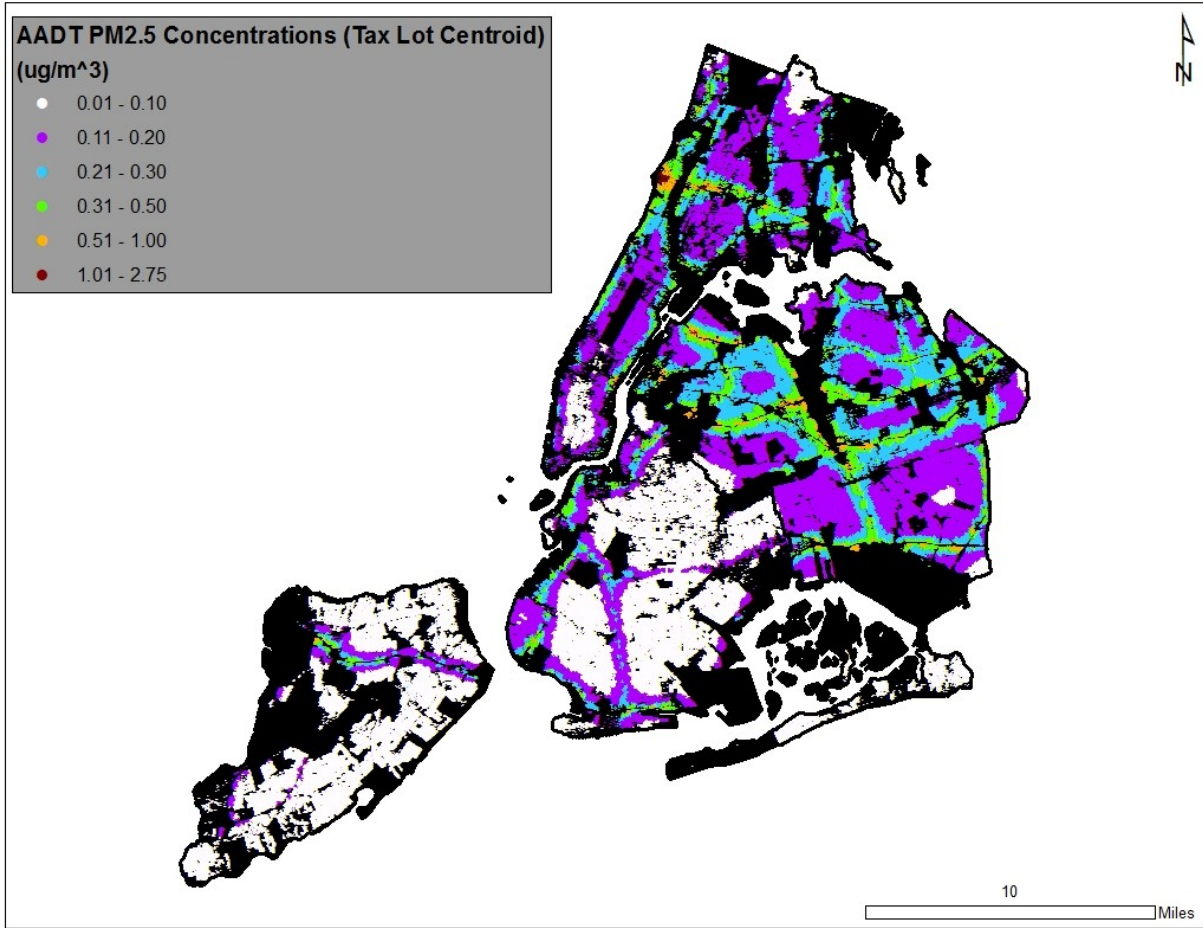 AADT PM2.5 Concentrations (Tax Lot Centroid)
(ug/m^3)
0.01 - 0.10
0.11 - 0.20
0.21 - 0.30
0.31 - 0.50
0.51 - 1.00
1.01 - 2.75
N
10
Miles